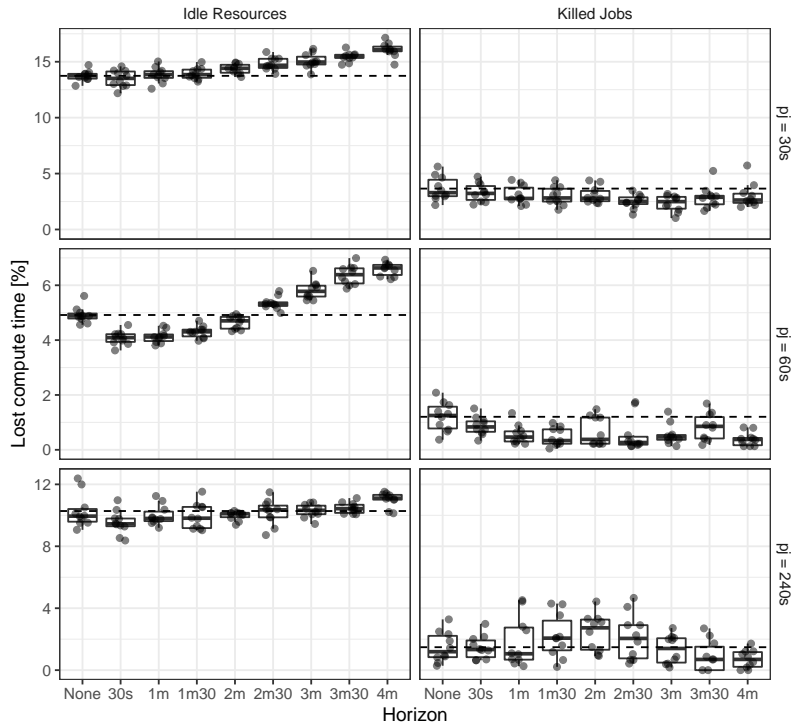 Idle Resources
Killed Jobs
15
10
5
0
pj = 30s
6
4
2
0
pj = 60s
12
8
4
0
pj = 240s
Lost compute time [%]
None 30s 1m 1m30 2m 2m30 3m 3m30 4m
None 30s 1m 1m30 2m 2m30 3m 3m30 4m
Horizon